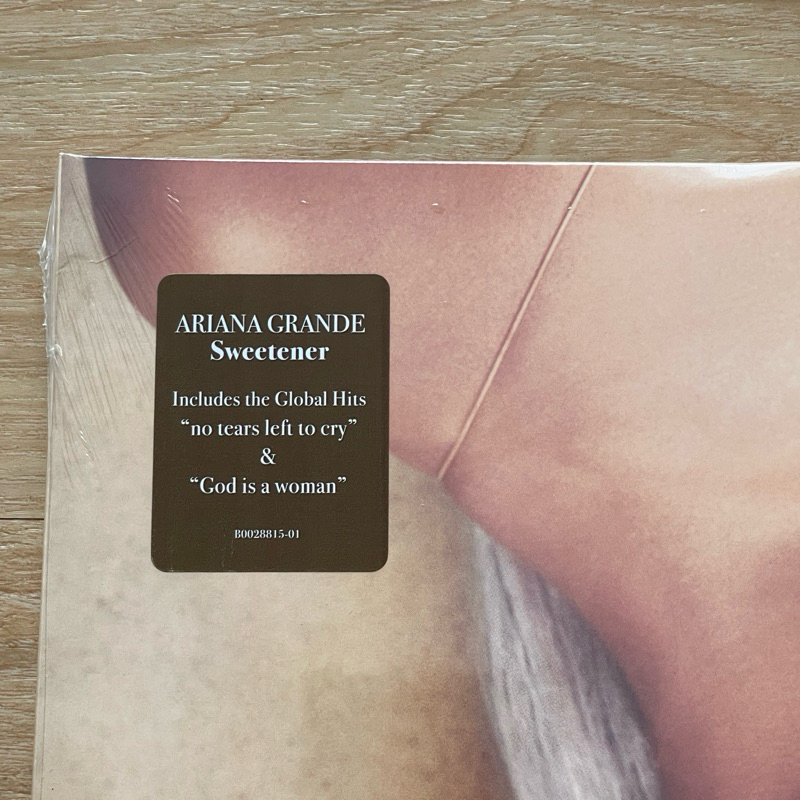 ARIANA GRANDE
Sweetener
Includes the Global Hits
“no tears left to cry”
&
“God is a woman”
B0028815-01